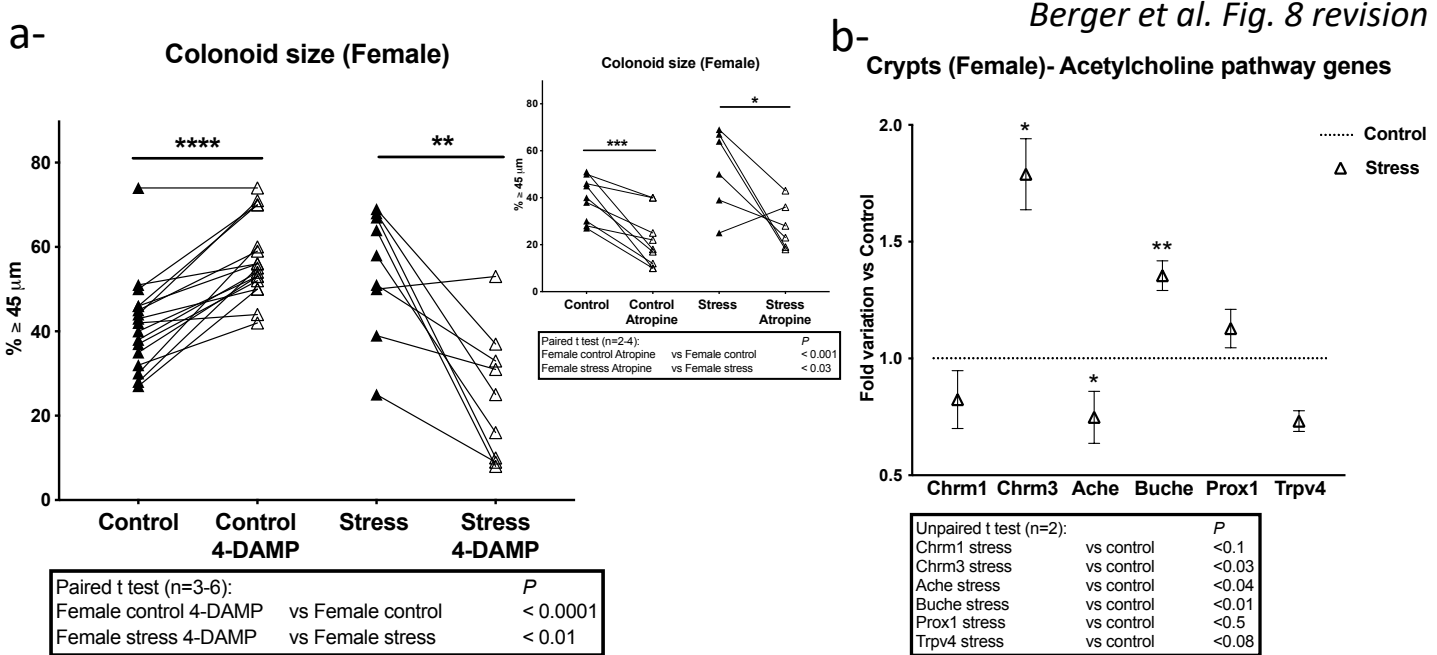 Berger et al. Fig. 8 revision
a-
Colonoid size (Female)
% ≥ 45 µm
80
60
40
20
0
****
**
Control
Control
4-DAMP
Stress
Stress
4-DAMP
Paired t test (n=3-6): P
Female control 4-DAMP vs Female control < 0.0001
Female stress 4-DAMP vs Female stress < 0.01
Colonoid size (Female)
% ≥ 45 µm
80
60
40
20
0
***
*
Control
Control
Atropine
Stress
Stress
Atropine
Paired t test (n=2-4): P
Female control Atropine vs Female control < 0.001
Female stress Atropine vs Female stress < 0.03
b-
Crypts (Female)- Acetylcholine pathway genes
Fold variation vs Control
2.0
1.5
1.0
0.5
*
*
**
Control
Stress
Chrm1 Chrm3 Ache Buche Prox1 Trpv4
Unpaired t test (n=2): P
Chrm1 stress vs control <0.1
Chrm3 stress vs control <0.03
Ache stress vs control <0.04
Buche stress vs control <0.01
Prox1 stress vs control <0.5
Trpv4 stress vs control <0.08